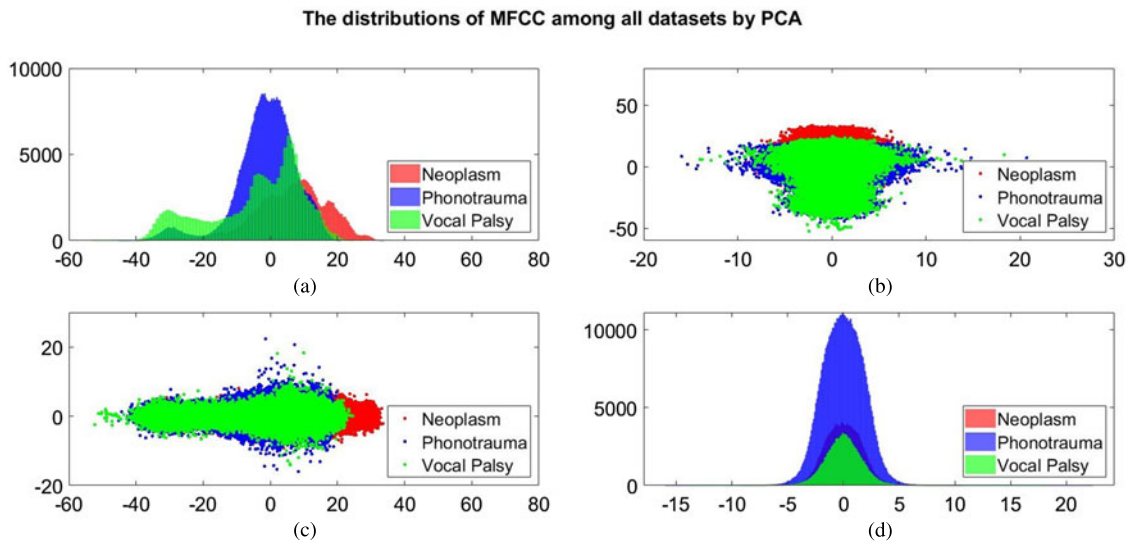 The distributions of MFCC among all datasets by PCA
10000
5000
0
-60 -40 -20 0 20 40 60 80
Neoplasm
Phonotrauma
Vocal Palsy
(a)
50
0
-50
-20 -10 0 10 20 30
Neoplasm
Phonotrauma
Vocal Palsy
(b)
20
0
-20
-60 -40 -20 0 20 40 60 80
Neoplasm
Phonotrauma
Vocal Palsy
(c)
10000
5000
0
-15 -10 -5 0 5 10 15 20
Neoplasm
Phonotrauma
Vocal Palsy
(d)